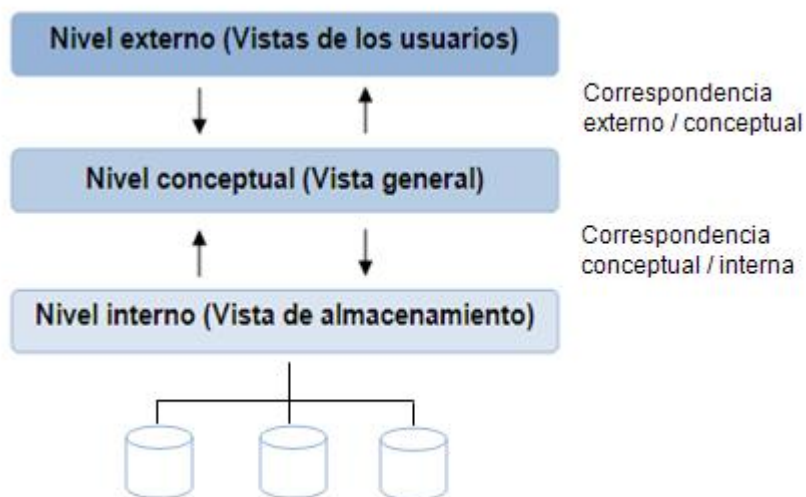 Nivel externo (Vistas de los usuarios)
Correspondencia
externo / conceptual
Nivel conceptual (Vista general)
Correspondencia
conceptual / interna
Nivel interno (Vista de almacenamiento)